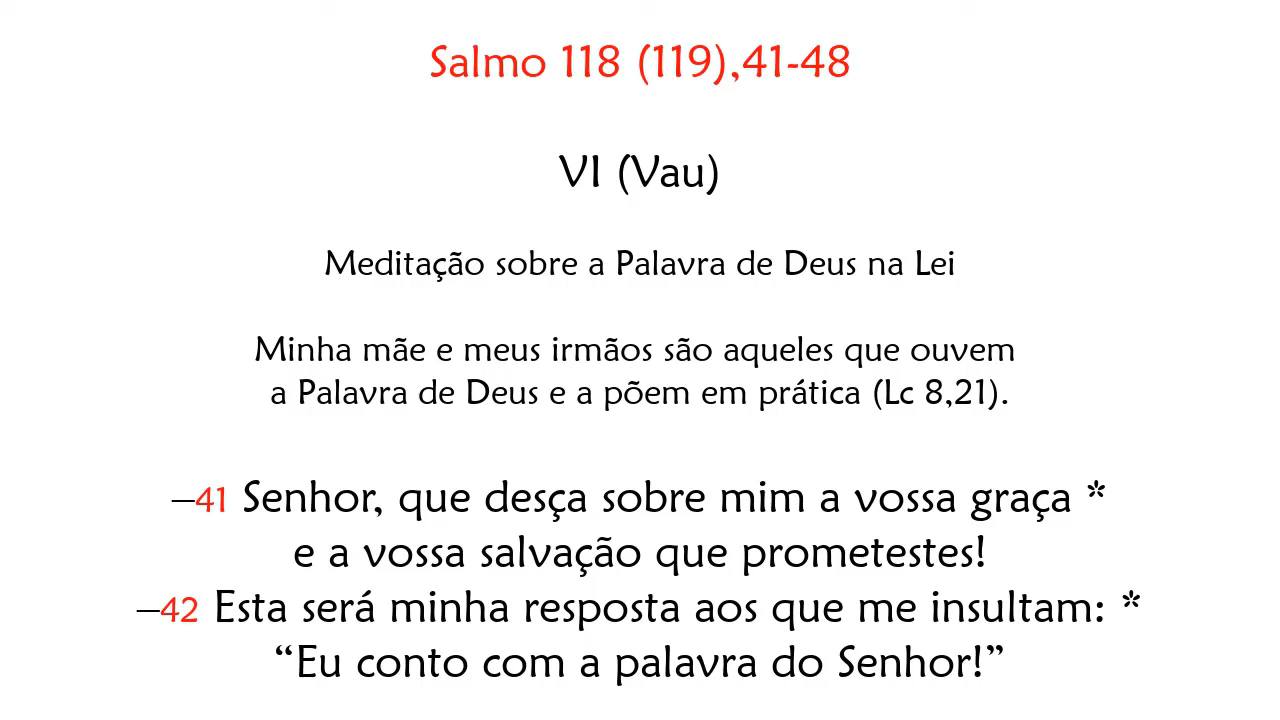 Salmo 118 (119),41-48
VI (Vau)
Meditação sobre a Palavra de Deus na Lei
Minha mãe e meus irmãos são aqueles que ouvem
a Palavra de Deus e a põem em prática (Lc 8,21).
–41 Senhor, que desça sobre mim a vossa graça *
e a vossa salvação que prometestes!
–42 Esta será minha resposta aos que me insultam: *
“Eu conto com a palavra do Senhor!”